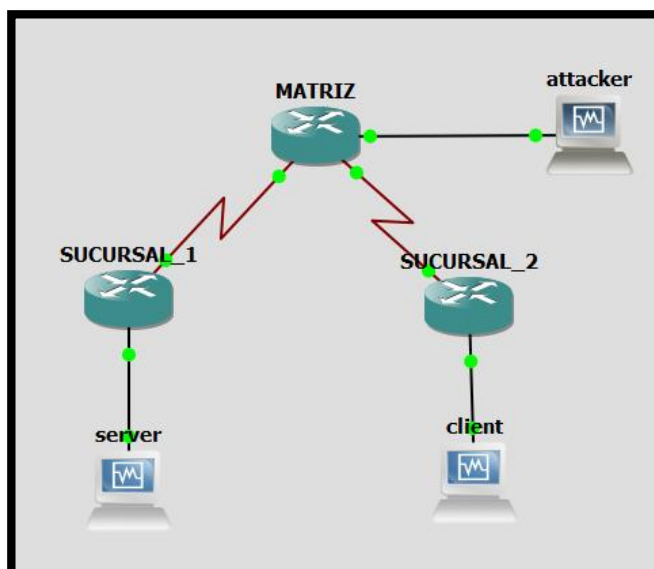 attacker
MATRIZ
SUCURSAL_1
SUCURSAL_2
server
client